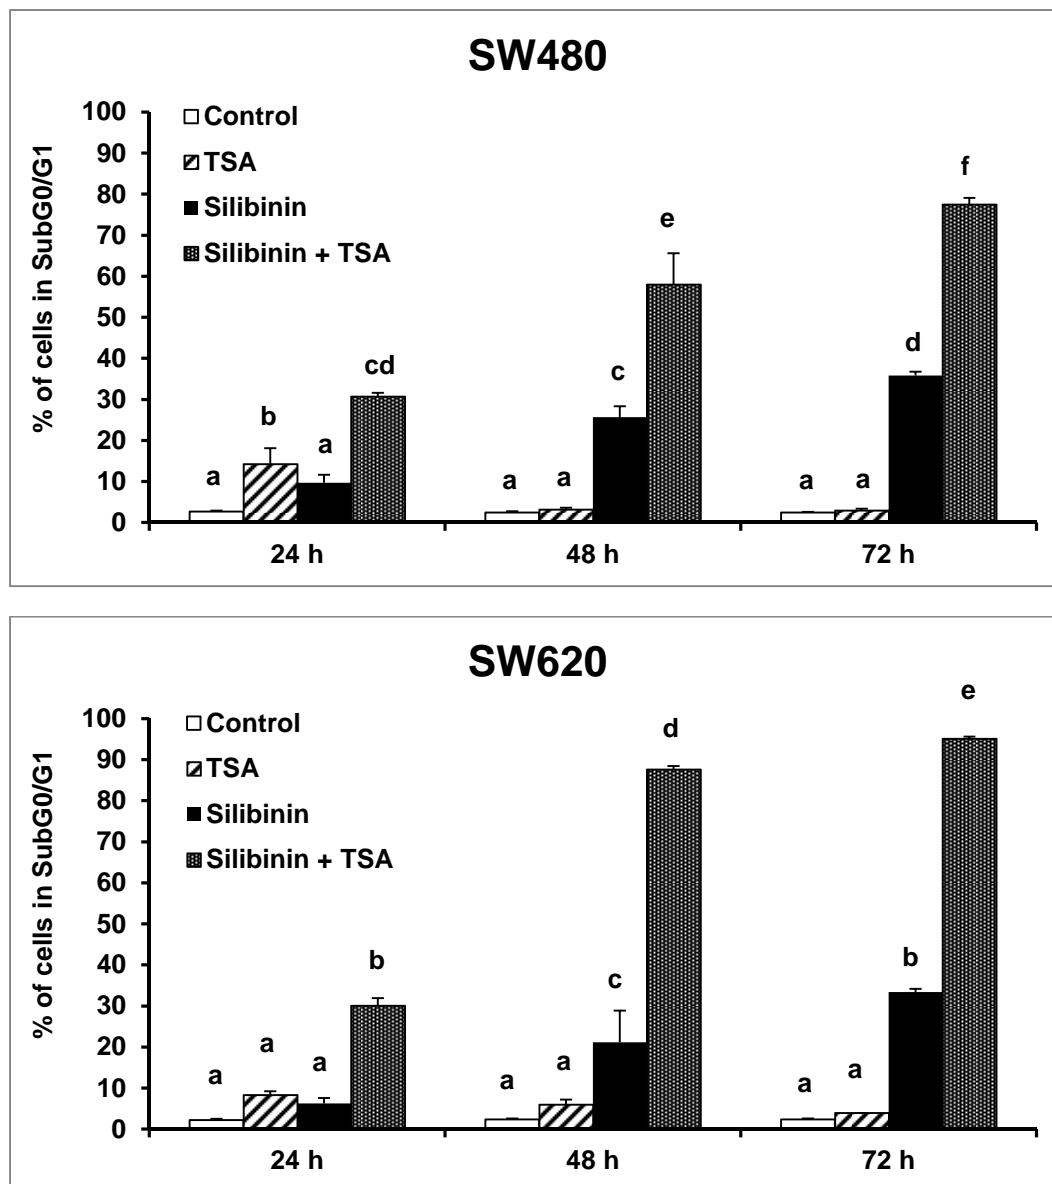 SW480
% of cells in SubG0/G1
100
90
80
70
60
50
40
30
20
10
0
Control
TSA
Silibinin
Silibinin + TSA
a b a cd
a a c e
a a d f
24 h 48 h 72 h
SW620
% of cells in SubG0/G1
100
90
80
70
60
50
40
30
20
10
0
Control
TSA
Silibinin
Silibinin + TSA
a a a b
a a c d
a a b e
24 h 48 h 72 h